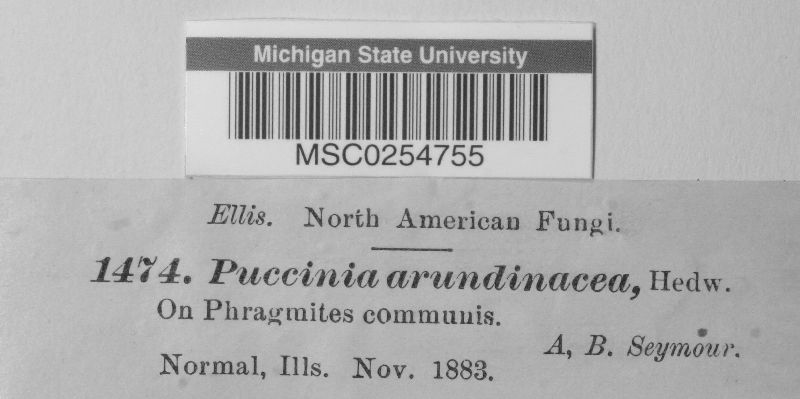 Michigan State University
MSC0254755
Ellis. North American Fungi.
1474. Puccinia arundinacea, Hedw.
On Phragmites communis.
A, B. Seymour.
Normal, Ills. Nov. 1883.